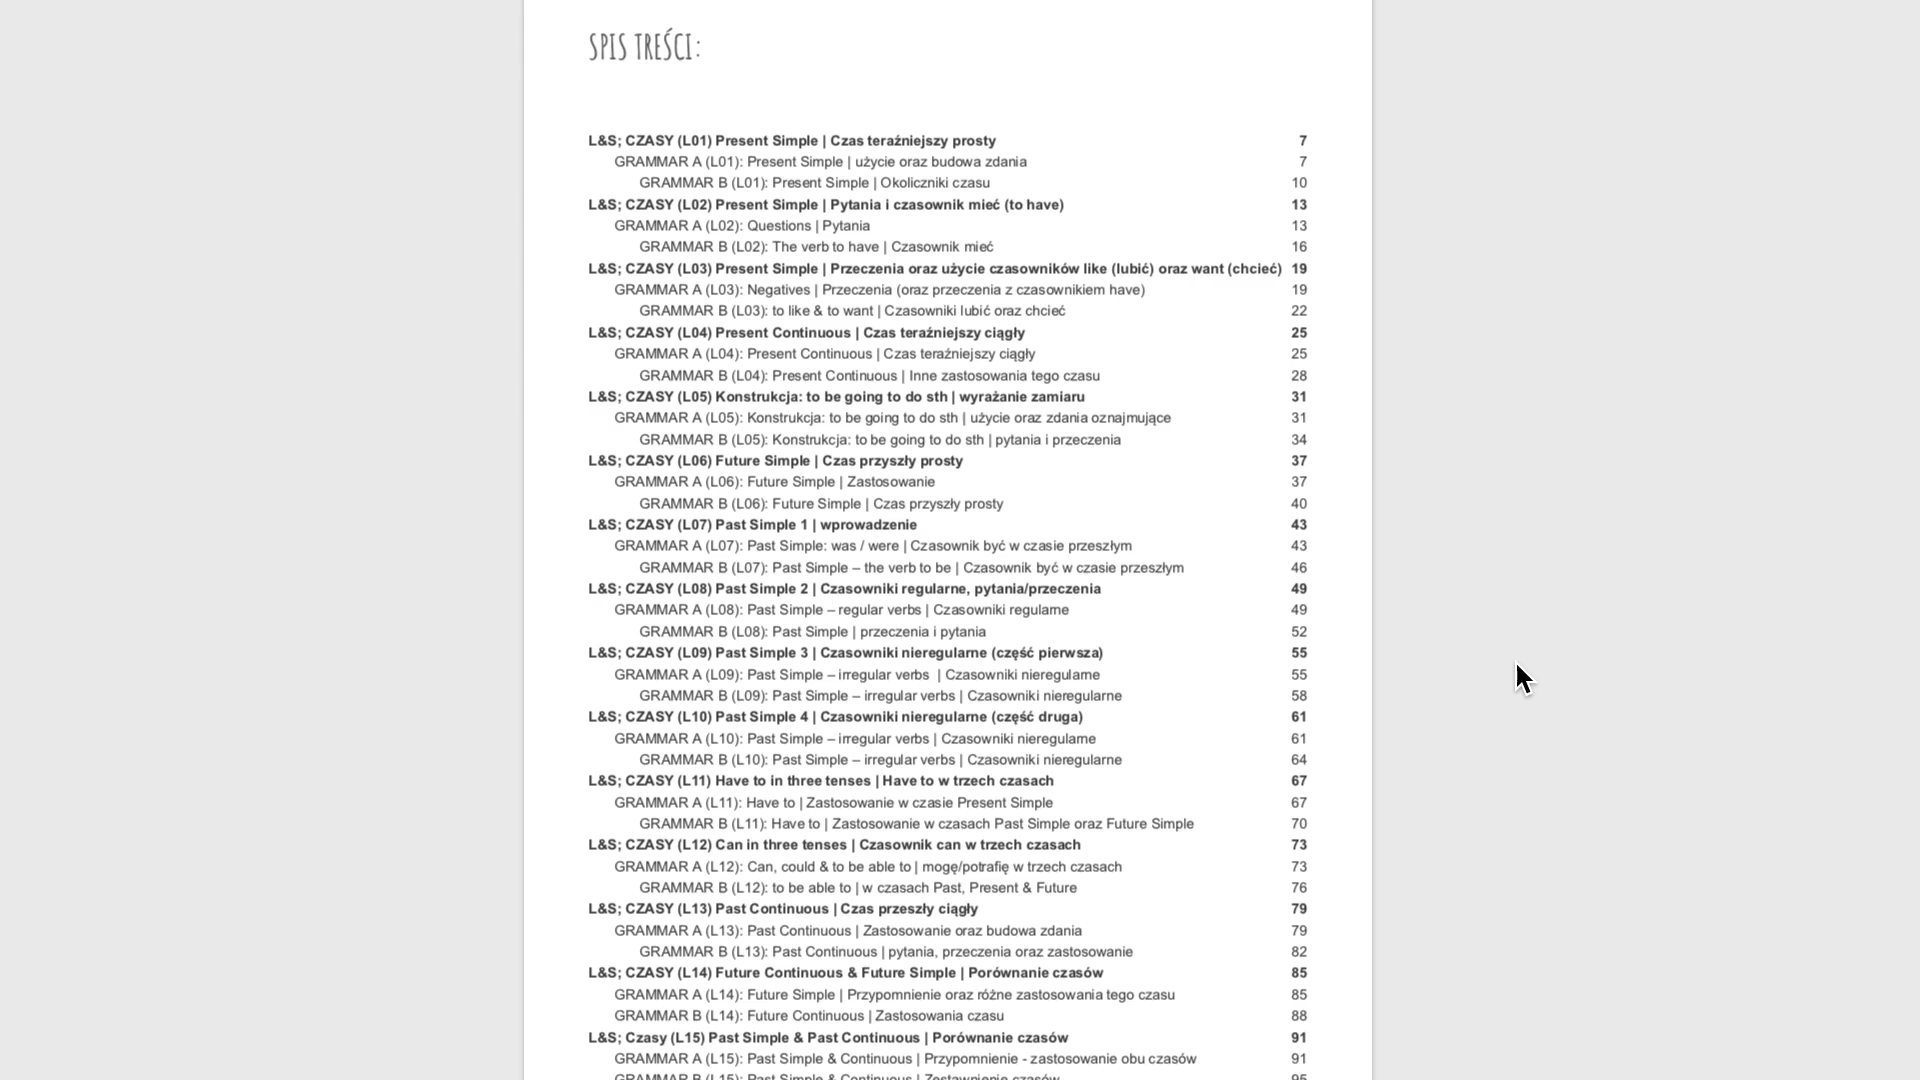 SPIS TREŚCI:
L&S; CZASY (L01) Present Simple | Czas teraźniejszy prosty 7
GRAMMAR A (L01): Present Simple | użycie oraz budowa zdania 7
GRAMMAR B (L01): Present Simple | Okoliczniki czasu 10
L&S; CZASY (L02) Present Simple | Pytania i czasownik mieć (to have) 13
GRAMMAR A (L02): Questions | Pytania 13
GRAMMAR B (L02): The verb to have | Czasownik mieć 16
L&S; CZASY (L03) Present Simple | Przeczenia oraz użycie czasowników like (lubić) oraz want (chcieć) 19
GRAMMAR A (L03): Negatives | Przeczenia (oraz przeczenia z czasownikiem have) 19
GRAMMAR B (L03): to like & to want | Czasowniki lubić oraz chcieć 22
L&S; CZASY (L04) Present Continuous | Czas teraźniejszy ciągły 25
GRAMMAR A (L04): Present Continuous | Czas teraźniejszy ciągły 25
GRAMMAR B (L04): Present Continuous | Inne zastosowania tego czasu 28
L&S; CZASY (L05) Konstrukcja: to be going to do sth | wyrażanie zamiaru 31
GRAMMAR A (L05): Konstrukcja: to be going to do sth | użycie oraz zdania oznajmujące 31
GRAMMAR B (L05): Konstrukcja: to be going to do sth | pytania i przeczenia 34
L&S; CZASY (L06) Future Simple | Czas przyszły prosty 37
GRAMMAR A (L06): Future Simple | Zastosowanie 37
GRAMMAR B (L06): Future Simple | Czas przyszły prosty 40
L&S; CZASY (L07) Past Simple 1 | wprowadzenie 43
GRAMMAR A (L07): Past Simple: was / were | Czasownik być w czasie przeszłym 43
GRAMMAR B (L07): Past Simple – the verb to be | Czasownik być w czasie przeszłym 46
L&S; CZASY (L08) Past Simple 2 | Czasowniki regularne, pytania/przeczenia 49
GRAMMAR A (L08): Past Simple – regular verbs | Czasowniki regularne 49
GRAMMAR B (L08): Past Simple | przeczenia i pytania 52
L&S; CZASY (L09) Past Simple 3 | Czasowniki nieregularne (część pierwsza) 55
GRAMMAR A (L09): Past Simple – irregular verbs | Czasowniki nieregularne 55
GRAMMAR B (L09): Past Simple – irregular verbs | Czasowniki nieregularne 58
L&S; CZASY (L10) Past Simple 4 | Czasowniki nieregularne (część druga) 61
GRAMMAR A (L10): Past Simple – irregular verbs | Czasowniki nieregularne 61
GRAMMAR B (L10): Past Simple – irregular verbs | Czasowniki nieregularne 64
L&S; CZASY (L11) Have to in three tenses | Have to w trzech czasach 67
GRAMMAR A (L11): Have to | Zastosowanie w czasie Present Simple 67
GRAMMAR B (L11): Have to | Zastosowanie w czasach Past Simple oraz Future Simple 70
L&S; CZASY (L12) Can in three tenses | Czasownik can w trzech czasach 73
GRAMMAR A (L12): Can, could & to be able to | mogę/potrafię w trzech czasach 73
GRAMMAR B (L12): to be able to | w czasach Past, Present & Future 76
L&S; CZASY (L13) Past Continuous | Czas przeszły ciągły 79
GRAMMAR A (L13): Past Continuous | Zastosowanie oraz budowa zdania 79
GRAMMAR B (L13): Past Continuous | pytania, przeczenia oraz zastosowanie 82
L&S; CZASY (L14) Future Continuous & Future Simple | Porównanie czasów 85
GRAMMAR A (L14): Future Simple | Przypomnienie oraz różne zastosowania tego czasu 85
GRAMMAR B (L14): Future Continuous | Zastosowania czasu 88
L&S; Czasy (L15) Past Simple & Past Continuous | Porównanie czasów 91
GRAMMAR A (L15): Past Simple & Continuous | Przypomnienie - zastosowanie obu czasów 91
GRAMMAR B (L15): Past Simple & Continuous | Zestawienie czasów 95